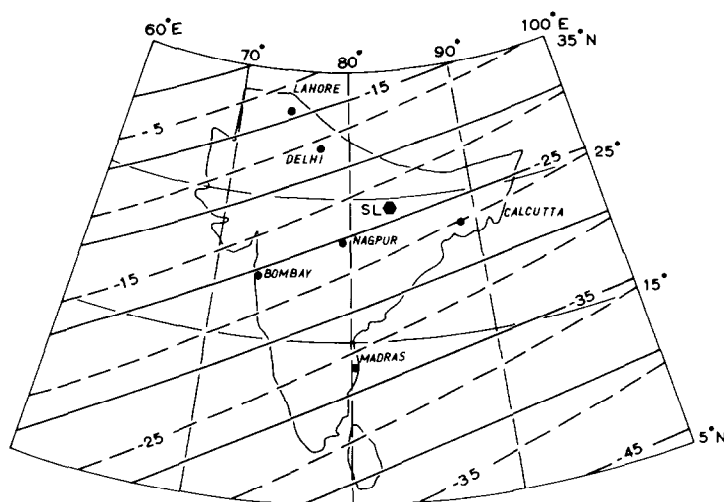 60°E
70°
80°
90°
100°E
35°N
LAHORE
-15
-5
DELHI
-25
25°
SL
CALCUTTA
NAGPUR
-15
BOMBAY
15°
-35
MADRAS
-25
-35
-45
5°N